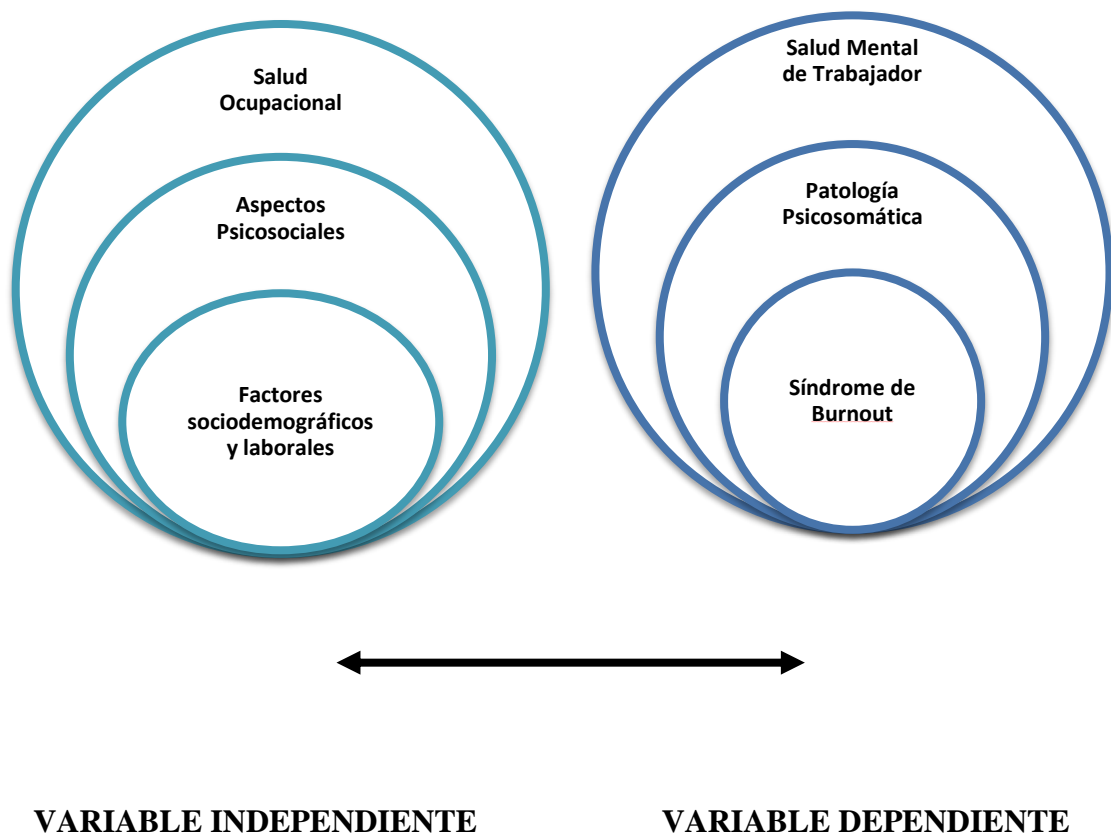 Salud
Ocupacional
Aspectos
Psicosociales
Factores
sociodemográficos
y laborales
Salud Mental
de Trabajador
Patología
Psicosomática
Síndrome de
Burnout
VARIABLE INDEPENDIENTE
VARIABLE DEPENDIENTE